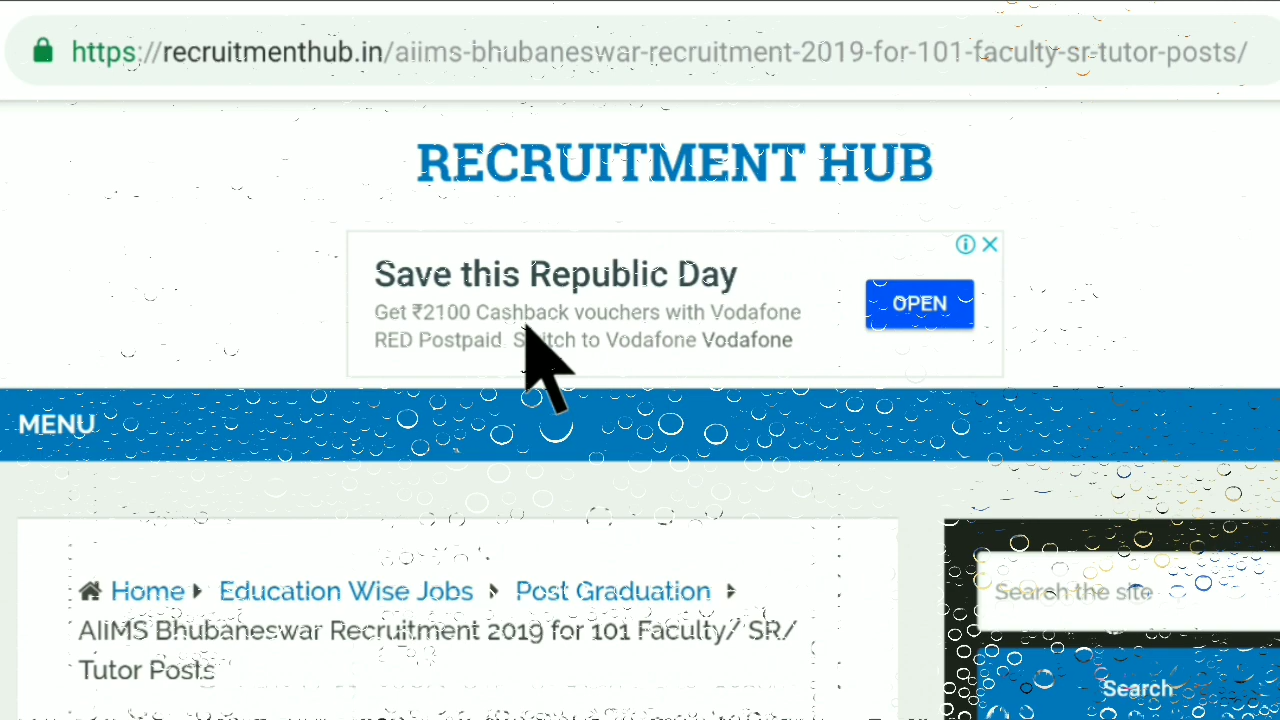 https://recruitmenthub.in/aiims-bhubaneswar-recruitment-2019-for-101-faculty-sr-tutor-posts/
RECRUITMENT HUB
Save this Republic Day
Get ₹2100 Cashback vouchers with Vodafone
RED Postpaid Switch to Vodafone Vodafone
OPEN
MENU
Home Education Wise Jobs Post Graduation
AIIMS Bhubaneswar Recruitment 2019 for 101 Faculty/ SR/
Tutor Posts
Search the site
Search